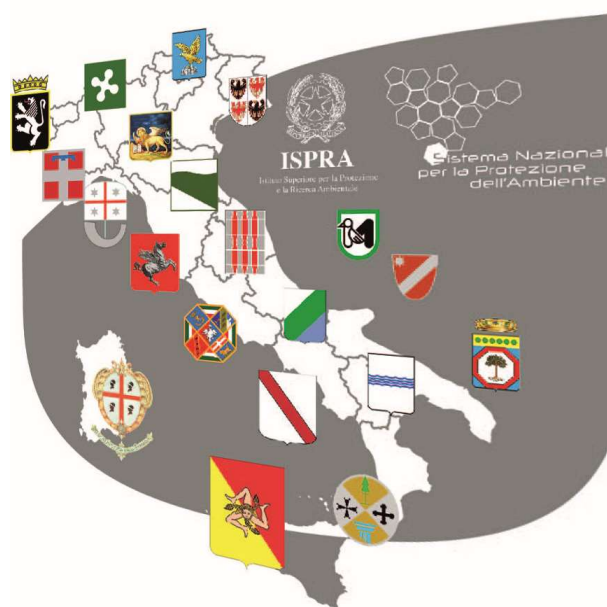 ISPRA
Istituto Superiore per la Protezione
e la Ricerca Ambientale
Sistema Nazionale
per la Protezione
dell'Ambiente